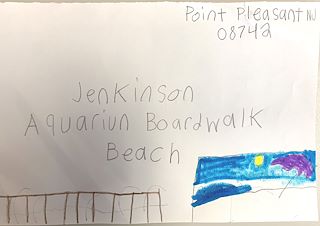 Point Pleasant NJ
08742
Jenkinson
Aquariun Boardwalk
Beach